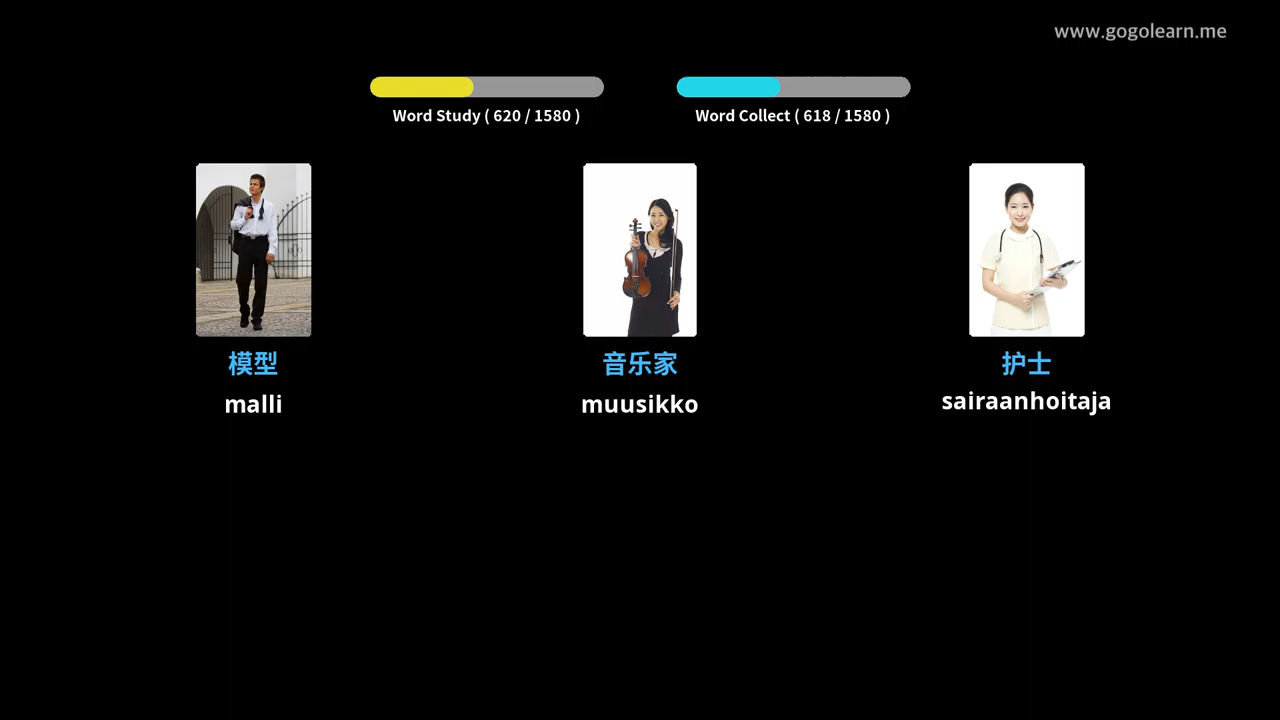 www.gogolearn.me
Word Study ( 620 / 1580 )
Word Collect ( 618 / 1580 )
模型
音乐家
护士
malli
muusikko
sairaanhoitaja